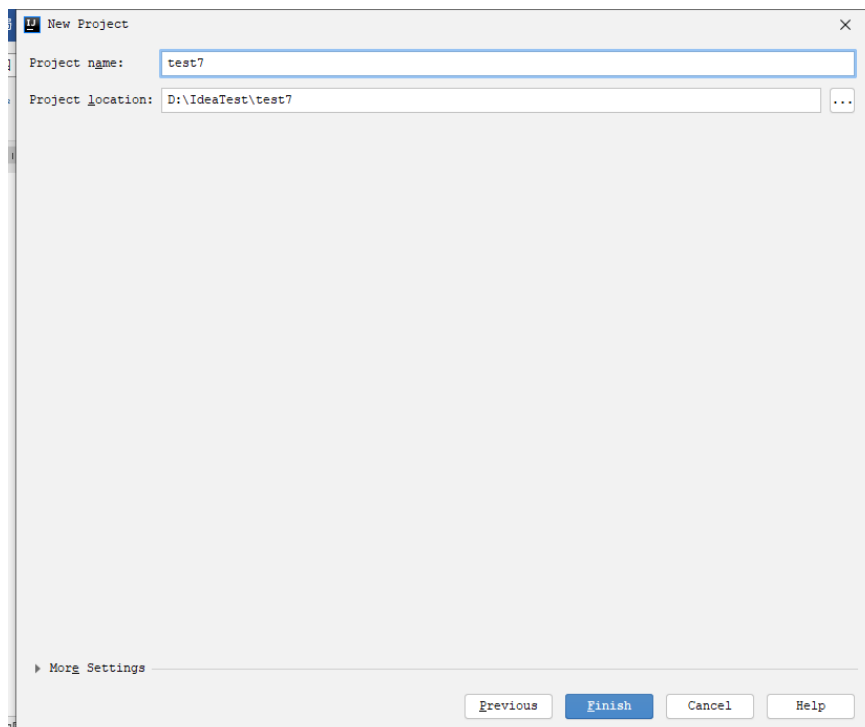 New Project
Project name: test7
Project location: D:\IdeaTest\test7 ...
More Settings
Previous Finish Cancel Help